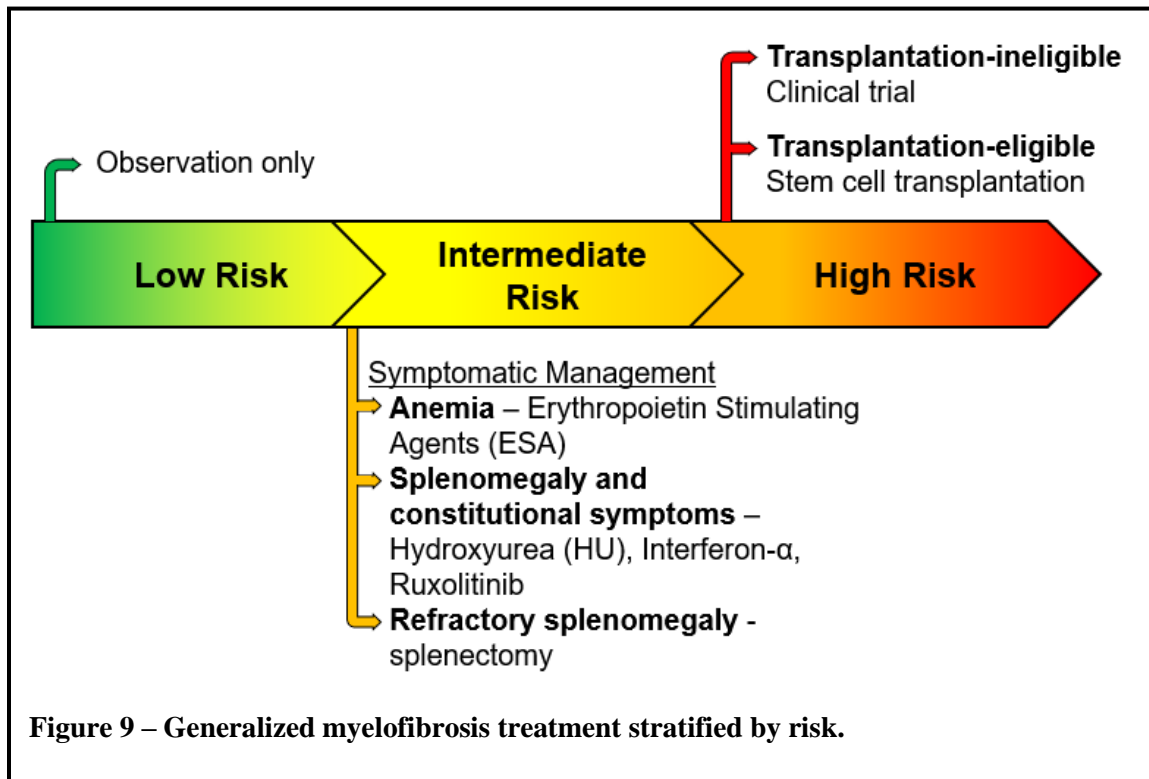 Transplantation-ineligible
Clinical trial
Transplantation-eligible
Stem cell transplantation
Observation only
Low Risk
Intermediate
Risk
High Risk
Symptomatic Management
Anemia – Erythropoietin Stimulating
Agents (ESA)
Splenomegaly and
constitutional symptoms –
Hydroxyurea (HU), Interferon-α,
Ruxolitinib
Refractory splenomegaly -
splenectomy
Figure 9 – Generalized myelofibrosis treatment stratified by risk.